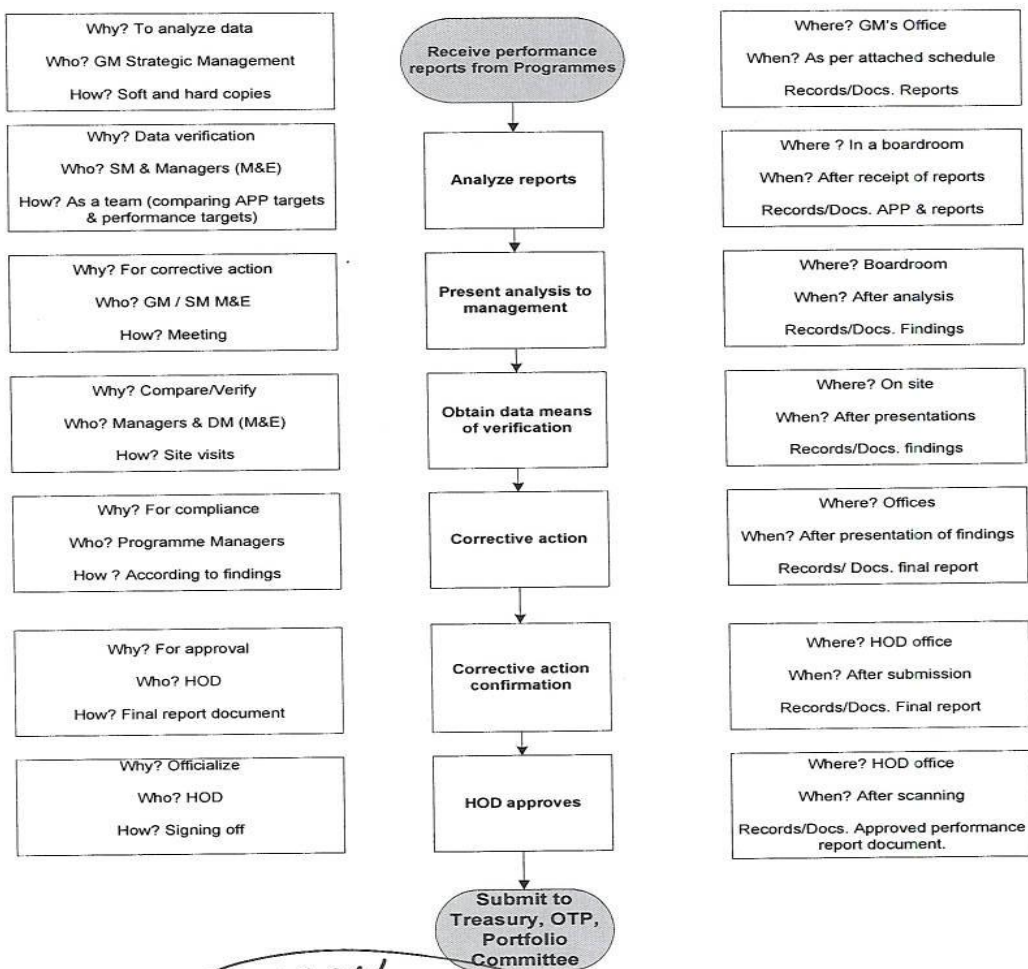 Why? To analyze data
Who? GM Strategic Management
How? Soft and hard copies
Receive performance
reports from Programmes
Where? GM's Office
When? As per attached schedule
Records/Docs. Reports
Why? Data verification
Who? SM & Managers (M&E)
How? As a team (comparing APP targets
& performance targets)
Analyze reports
Where ? In a boardroom
When? After receipt of reports
Records/Docs. APP & reports
Why? For corrective action
Who? GM / SM M&E
How? Meeting
Present analysis to
management
Where? Boardroom
When? After analysis
Records/Docs. Findings
Why? Compare/Verify
Who? Managers & DM (M&E)
How? Site visits
Obtain data means
of verification
Where? On site
When? After presentations
Records/Docs. findings
Why? For compliance
Who? Programme Managers
How ? According to findings
Corrective action
Where? Offices
When? After presentation of findings
Records/ Docs. final report
Why? For approval
Who? HOD
How? Final report document
Corrective action
confirmation
Where? HOD office
When? After submission
Records/Docs. Final report
Why? Officialize
Who? HOD
How? Signing off
HOD approves
Where? HOD office
When? After scanning
Records/Docs. Approved performance
report document.
Submit to
Treasury, OTP,
Portfolio
Committee